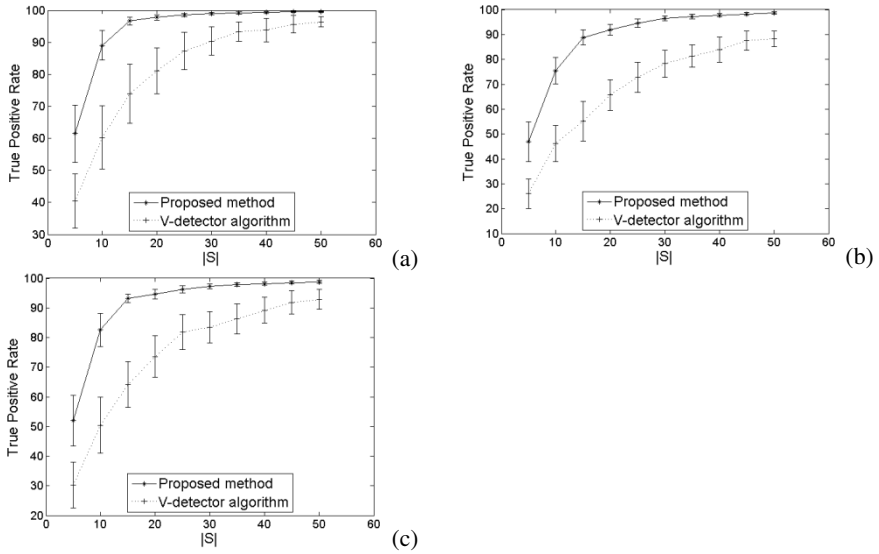 100
90
80
70
60
50
40
30
0 10 20 30 40 50 60
True Positive Rate
|S|
Proposed method
V-detector algorithm
(a)
100
90
80
70
60
50
40
30
20
10
0 10 20 30 40 50 60
True Positive Rate
|S|
Proposed method
V-detector algorithm
(b)
100
90
80
70
60
50
40
30
20
0 10 20 30 40 50 60
True Positive Rate
|S|
Proposed method
V-detector algorithm
(c)